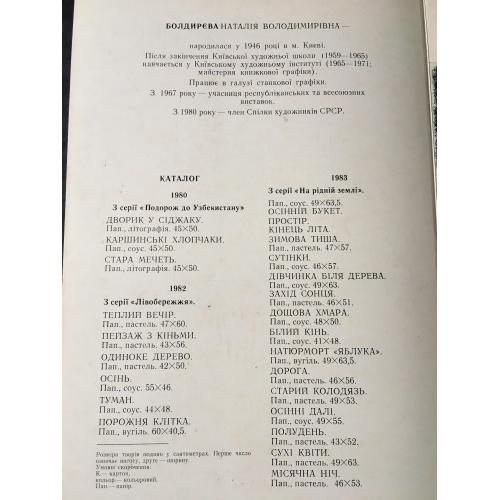 БОЛДИРЄВА НАТАЛІЯ ВОЛОДИМИРІВНА —
народилася у 1946 році в м. Києві.
Після закінчення Київської художньої школи (1959—1965)
навчається у Київському художньому інституті (1965—1971;
майстерня книжкової графіки).
Працює в галузі станкової графіки.
З 1967 року — учасниця республіканських та всесоюзних
виставок.
З 1980 року — член Спілки художників СРСР.
КАТАЛОГ
1980
З серії «Подорож до Узбекистану»
ДВОРИК У СІДЖАКУ.
Пап., літографія. 45×50.
КАРШИНСЬКІ ХЛОПЧАКИ.
Пап., соус. 45×50.
СТАРА МЕЧЕТЬ.
Пап., літографія. 45×50.
1982
З серії «Лівобережжя».
ТЕПЛИЙ ВЕЧІР.
Пап., пастель. 47×60.
ПЕЙЗАЖ З КІНЬМИ.
Пап., пастель. 43×56.
ОДИНОКЕ ДЕРЕВО.
Пап., пастель. 42×50.
ОСІНЬ.
Пап., соус. 55×46.
ТУМАН.
Пап., соус. 44×48.
ПОРОЖНЯ КЛІТКА.
Пап., вугіль. 60×40,5.
Розміри творів подано у сантиметрах. Перше число
означає висоту, друге — ширину.
Умовні скорочення:
К.— картон,
кольор.— кольоровий,
Пап.— папір.
1983
З серії «На рідній землі».
Пап., соус. 49×63,5.
ОСІННІЙ БУКЕТ.
ПРОСТІР.
КІНЕЦЬ ЛІТА.
ЗИМОВА ТИША.
Пап., пастель. 47×57.
СУТІНКИ.
Пап., соус. 46×57.
ДІВЧИНКА БІЛЯ ДЕРЕВА.
Пап., соус. 49×63.
ЗАХІД СОНЦЯ.
Пап., пастель. 46×51.
ДОЩОВА ХМАРА.
Пап., соус. 48×50.
БІЛИЙ КІНЬ.
Пап., соус. 41×48.
НАТЮРМОРТ «ЯБЛУКА».
Пап., вугіль. 49×63,5.
ДОРОГА.
Пап., пастель. 46×56.
СТАРИЙ КОЛОДЯЗЬ.
Пап., пастель. 49×53.
ОСІННІ ДАЛІ.
Пап., соус. 49×55.
ПОЛУДЕНЬ.
Пап., пастель. 43×52.
СУХІ КВІТИ.
Пап., соус. 49×63.
МІСЯЧНА НІЧ.
Пап., пастель. 46×53.